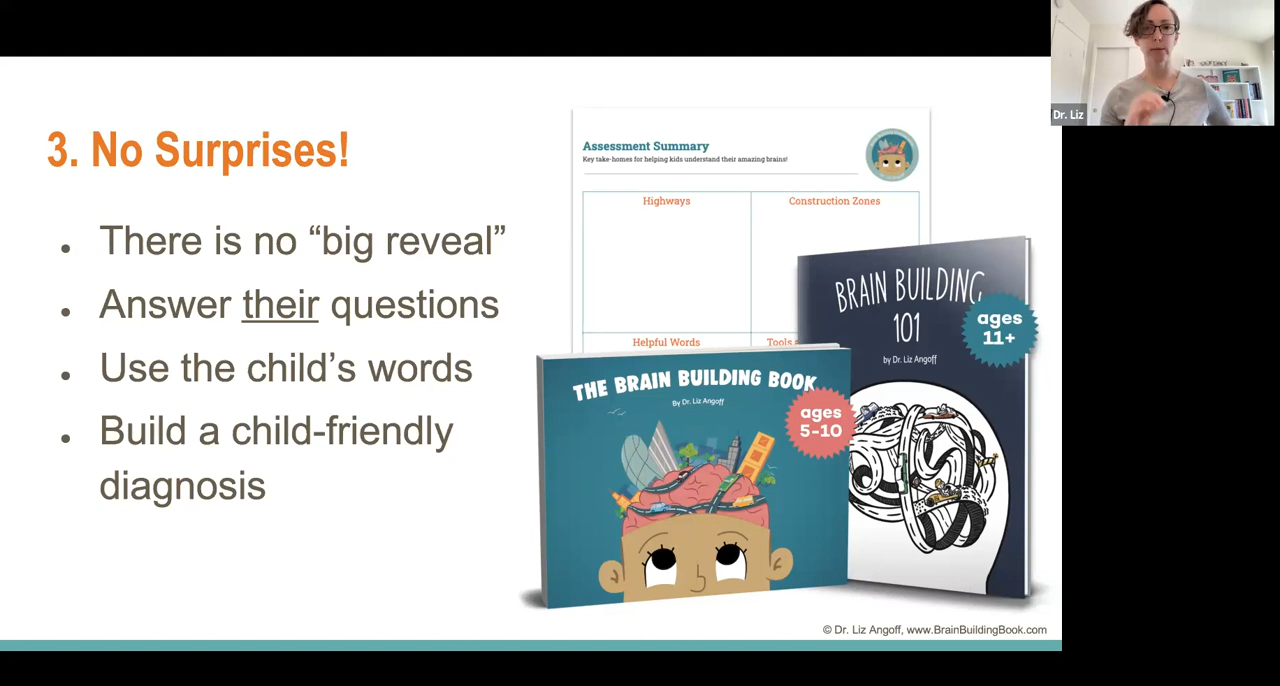 Dr. Liz
3. No Surprises!
There is no “big reveal”
Answer their questions
Use the child’s words
Build a child-friendly
diagnosis
Assessment Summary
Key take-homes for helping kids understand their amazing brains!
Highways
Construction Zones
Helpful Words
Tools
BRAIN BUILDING
101
by Dr. Liz Angoff
ages
11+
THE BRAIN BUILDING BOOK
By Dr. Liz Angoff
ages
5-10
© Dr. Liz Angoff, www.BrainBuildingBook.com